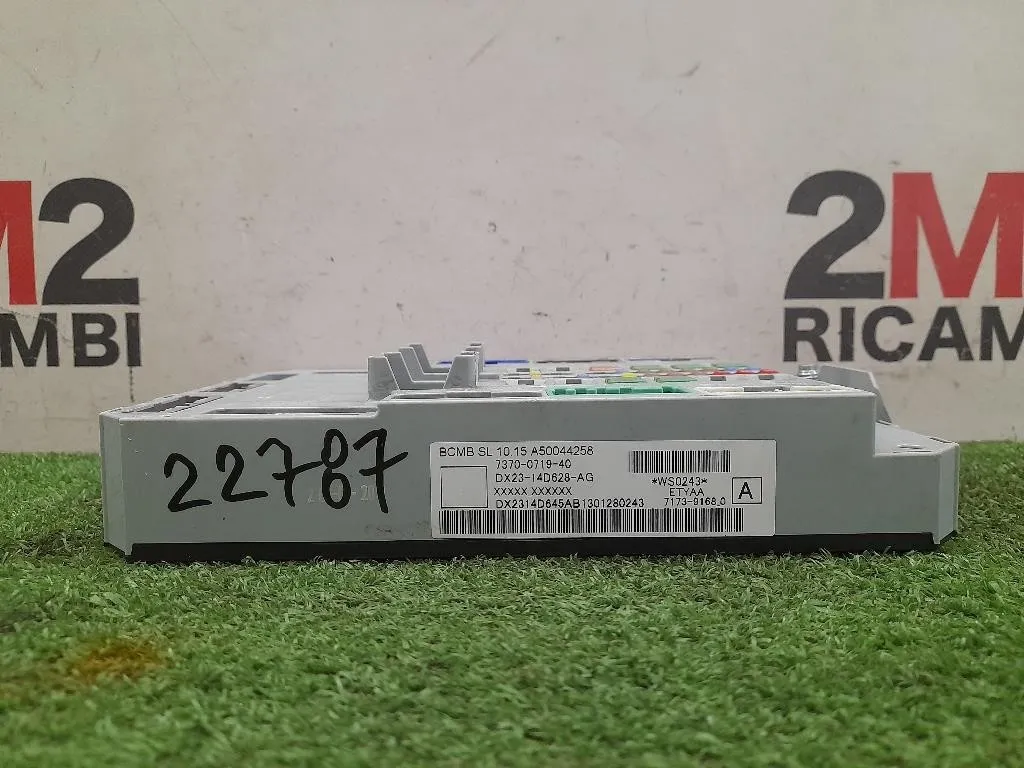 M2
MBI
2M
RICAM
22787
BCMB SL 10.15 A50044258
7370-0719-40
DX23-14D628-AG
XXXXX XXXXXX
DX2314D645AB1301280243
*WS0243*
ETYAA
7173-9168.0
A